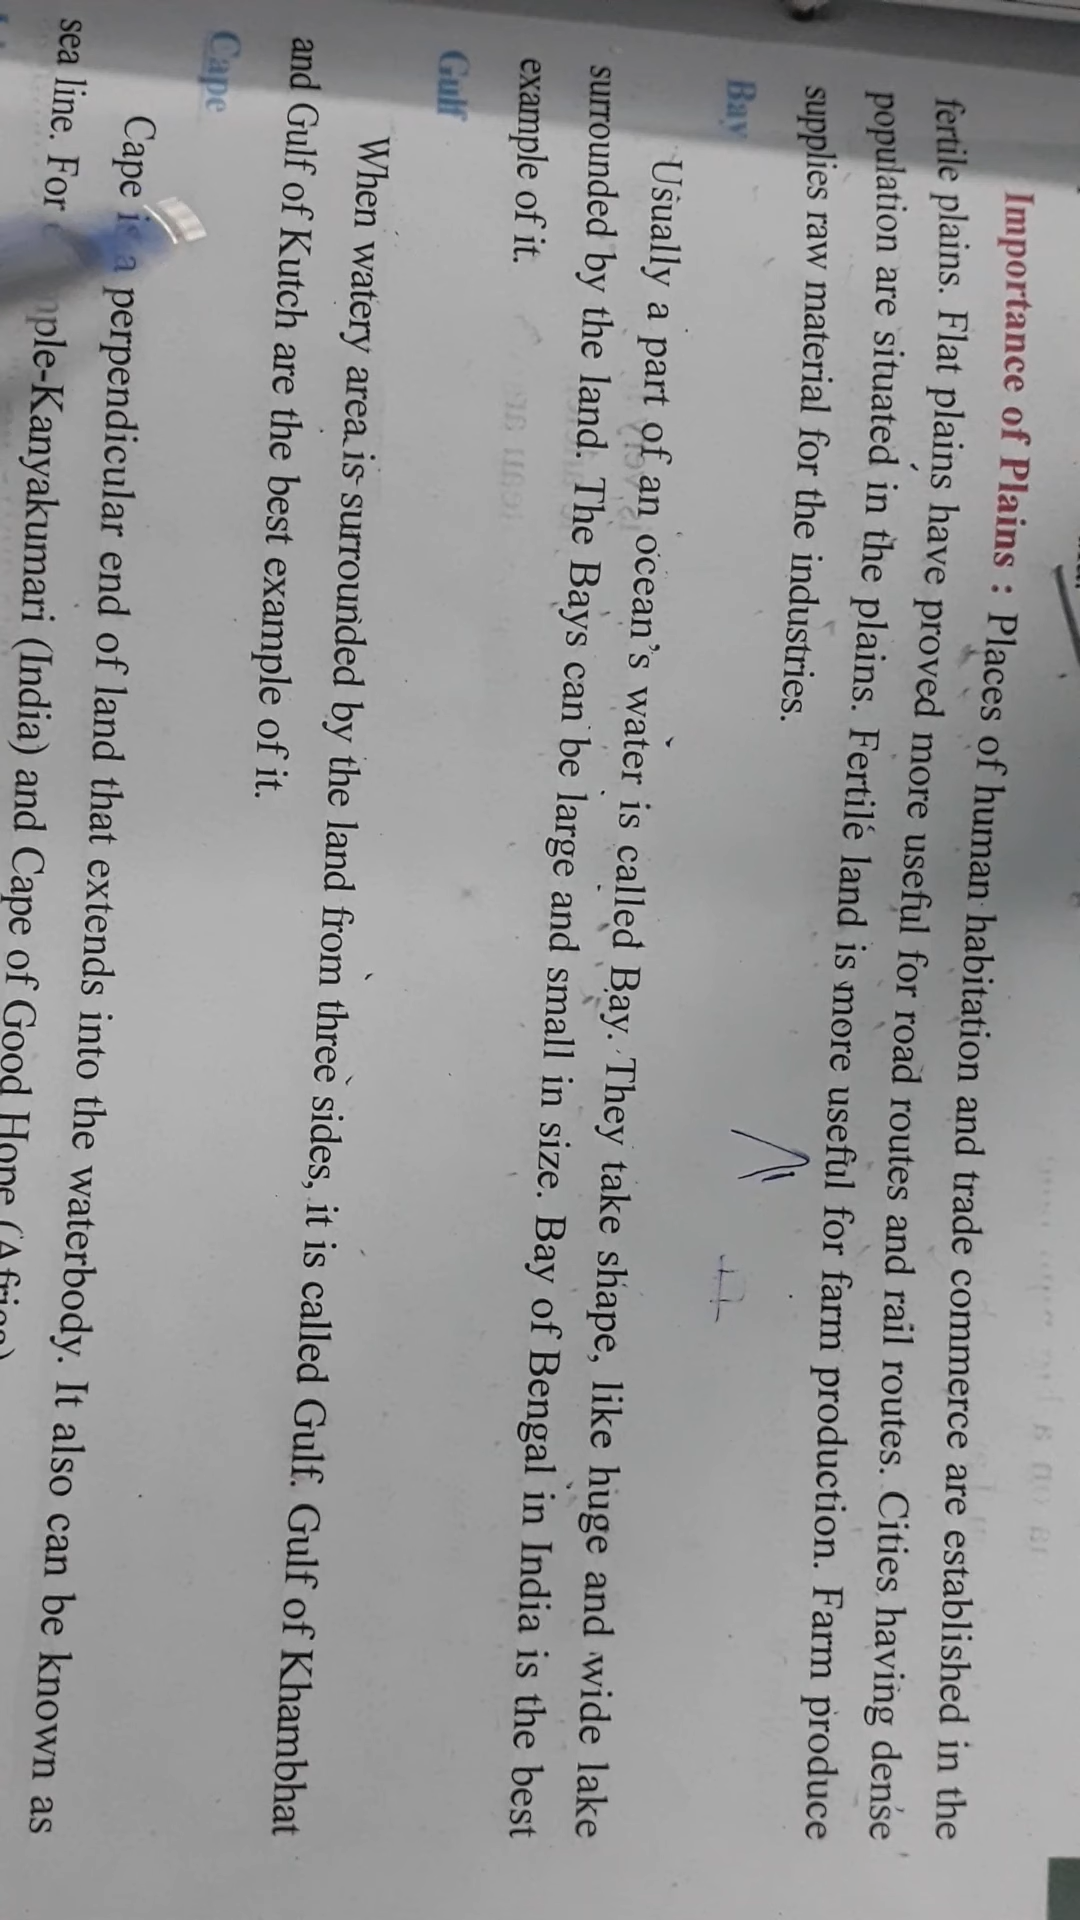 Importance of Plains : Places of human habitation and trade commerce are established in the
fertile plains. Flat plains have proved more useful for road routes and rail routes. Cities having dense
population are situated in the plains. Fertile land is more useful for farm production. Farm produce
supplies raw material for the industries.
Bay
Usually a part of an ocean's water is called Bay. They take shape, like huge and wide lake
surrounded by the land. The Bays can be large and small in size. Bay of Bengal in India is the best
example of it.
Gulf
When watery area is surrounded by the land from three sides, it is called Gulf. Gulf of Khambhat
and Gulf of Kutch are the best example of it.
Cape
Cape is a perpendicular end of land that extends into the waterbody. It also can be known as
sea line. For mple-Kanyakumari (India) and Cape of Good Hope (Africa)